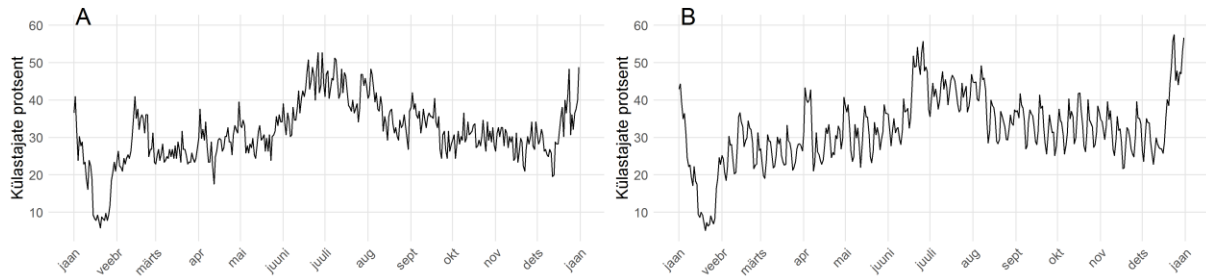 A
Külastajate protsent
60
50
40
30
20
10
jaan
veebr
märts
apr
mai
juuni
juuli
aug
sept
okt
nov
dets
jaan
B
Külastajate protsent
60
50
40
30
20
10
jaan
veebr
märts
apr
mai
juuni
juuli
aug
sept
okt
nov
dets
jaan